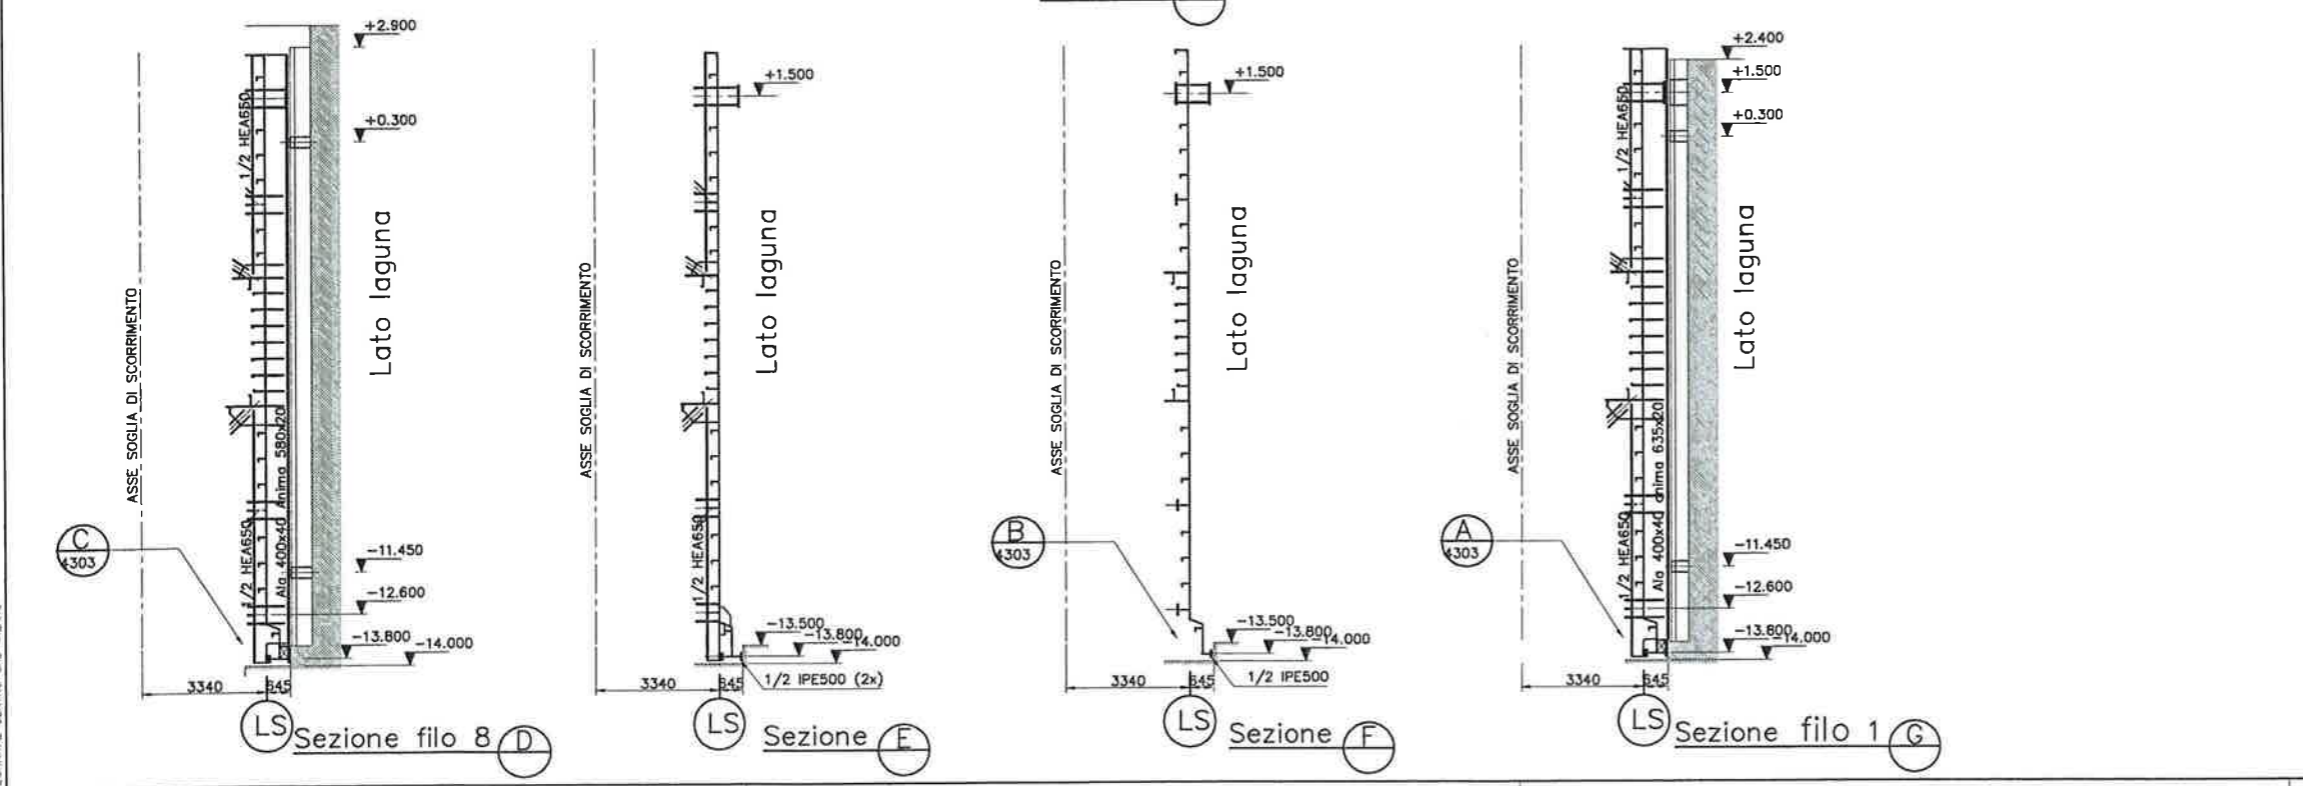 +2.900
+0.300
1/2 HEA650
Lato laguna
ASSE SOGLIA DI SCORRIMENTO
1/2 HEA650
Ala 400x40 Anima 580x20
C
4303
-11.450
-12.600
-13.800
-14.000
3340
645
LS
Sezione filo 8
D
+1.500
Lato laguna
ASSE SOGLIA DI SCORRIMENTO
1/2 HEA650
-13.500
-13.800
-14.000
1/2 IPE500 (2x)
3340
645
LS
Sezione
E
+1.500
Lato laguna
ASSE SOGLIA DI SCORRIMENTO
B
4303
-13.500
-13.800
-14.000
1/2 IPE500
3340
645
LS
Sezione
F
+2.400
+1.500
+0.300
1/2 HEA650
Lato laguna
ASSE SOGLIA DI SCORRIMENTO
1/2 HEA650
Ala 400x40 anima 635x20
A
4303
-11.450
-12.600
-13.800
-14.000
3340
645
LS
Sezione filo 1
G